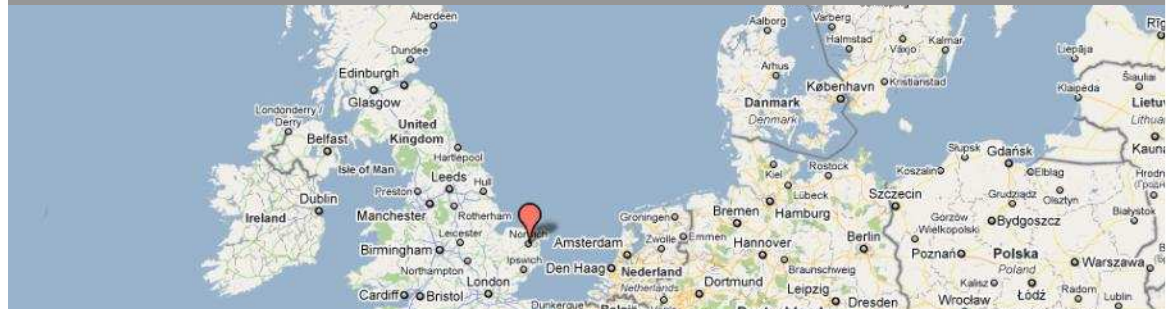 Aberdeen
Dundee
Edinburgh
Glasgow
Londonderry /
Derry
Belfast
United
Kingdom
Hartlepool
Isle of Man
Leeds
Hull
Preston
Dublin
Ireland
Manchester
Rotherham
Leicester
Norwich
Birmingham
Ipswich
Northampton
London
Cardiff
Bristol
Dunkerque
Aalborg
Varberg
Halmstad
Växjö
Kalmar
Århus
København
Kristianstad
Danmark
Denmark
Liepāja
Šiauliai
Klaipėda
Kiel
Rostock
Lübeck
Koszalin
Słupsk
Gdańsk
Elbląg
Olsztyn
Grudziądz
Szczecin
Groningen
Bremen
Hamburg
Gorzów
Wielkopolski
Bydgoszcz
Białystok
Amsterdam
Zwolle
Emmen
Hannover
Berlin
Poznań
Polska
Poland
Warszawa
Den Haag
Nederland
Netherlands
Braunschweig
Dortmund
Leipzig
Dresden
Kalisz
Łódź
Radom
Lublin
Wrocław